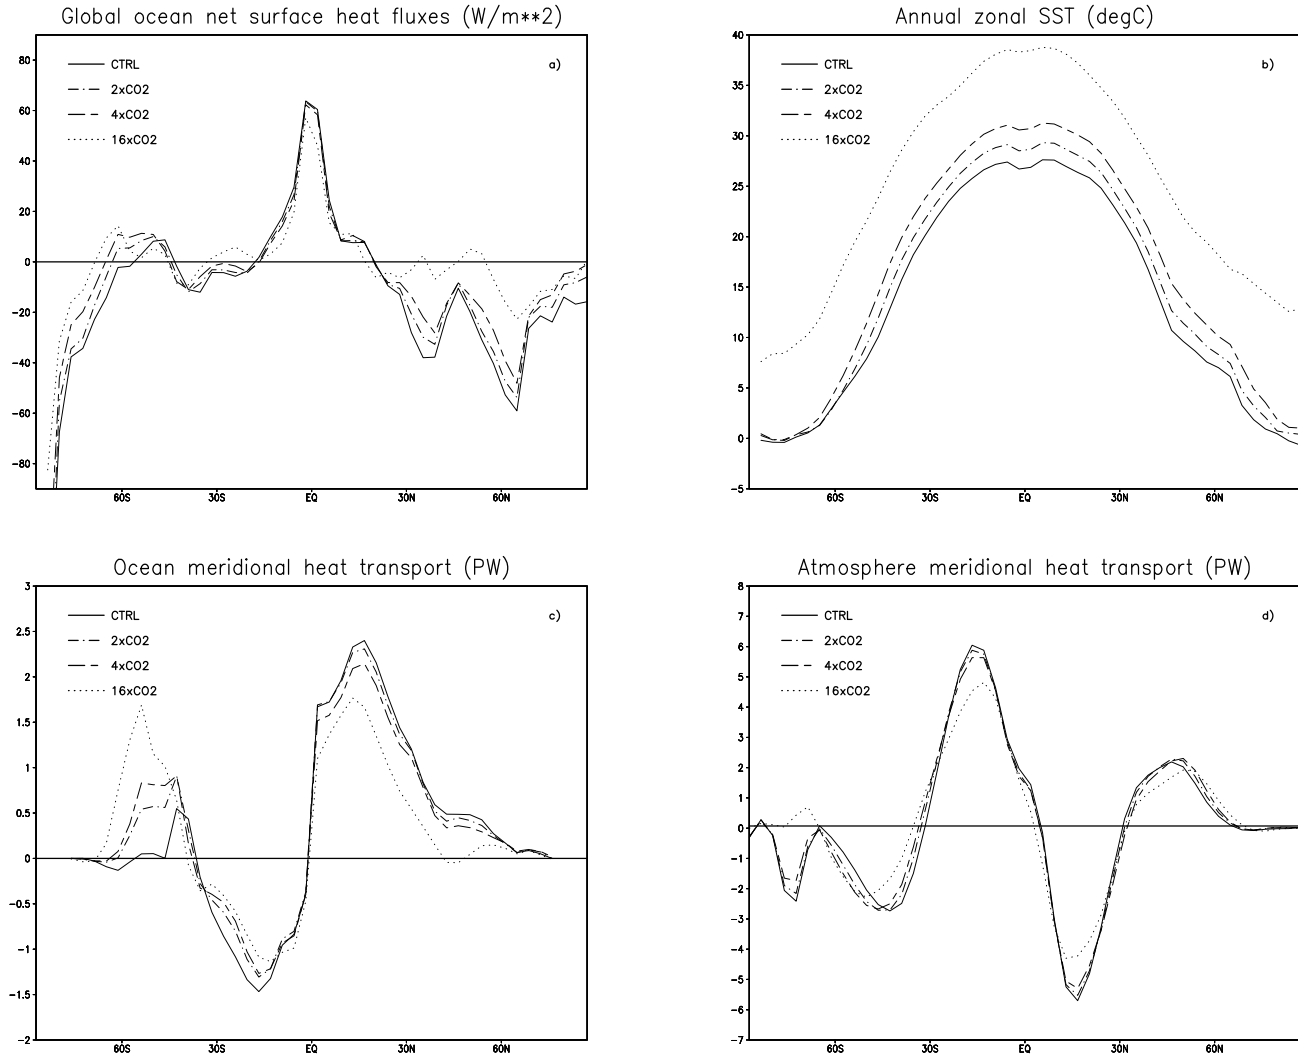 Global ocean net surface heat fluxes (W/m**2)
a)
CTRL
2xCO2
4xCO2
16xCO2
80
60
40
20
0
−20
−40
−60
−80
60S 30S EQ 30N 60N
Annual zonal SST (degC)
b)
CTRL
2xCO2
4xCO2
16xCO2
40
35
30
25
20
15
10
5
0
−5
60S 30S EQ 30N 60N
Ocean meridional heat transport (PW)
c)
CTRL
2xCO2
4xCO2
16xCO2
3
2.5
2
1.5
1
0.5
0
−0.5
−1
−1.5
−2
60S 30S EQ 30N 60N
Atmosphere meridional heat transport (PW)
d)
CTRL
2xCO2
4xCO2
16xCO2
8
7
6
5
4
3
2
1
0
−1
−2
−3
−4
−5
−6
−7
60S 30S EQ 30N 60N